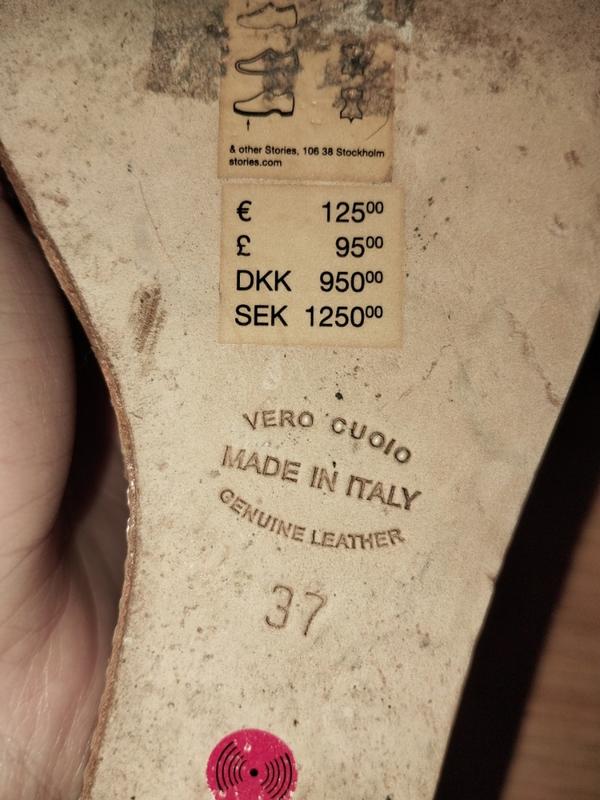 & other Stories, 106 38 Stockholm
stories.com
€ 125⁰⁰
£ 95⁰⁰
DKK 950⁰⁰
SEK 1250⁰⁰
VERO CUOIO
MADE IN ITALY
GENUINE LEATHER
37